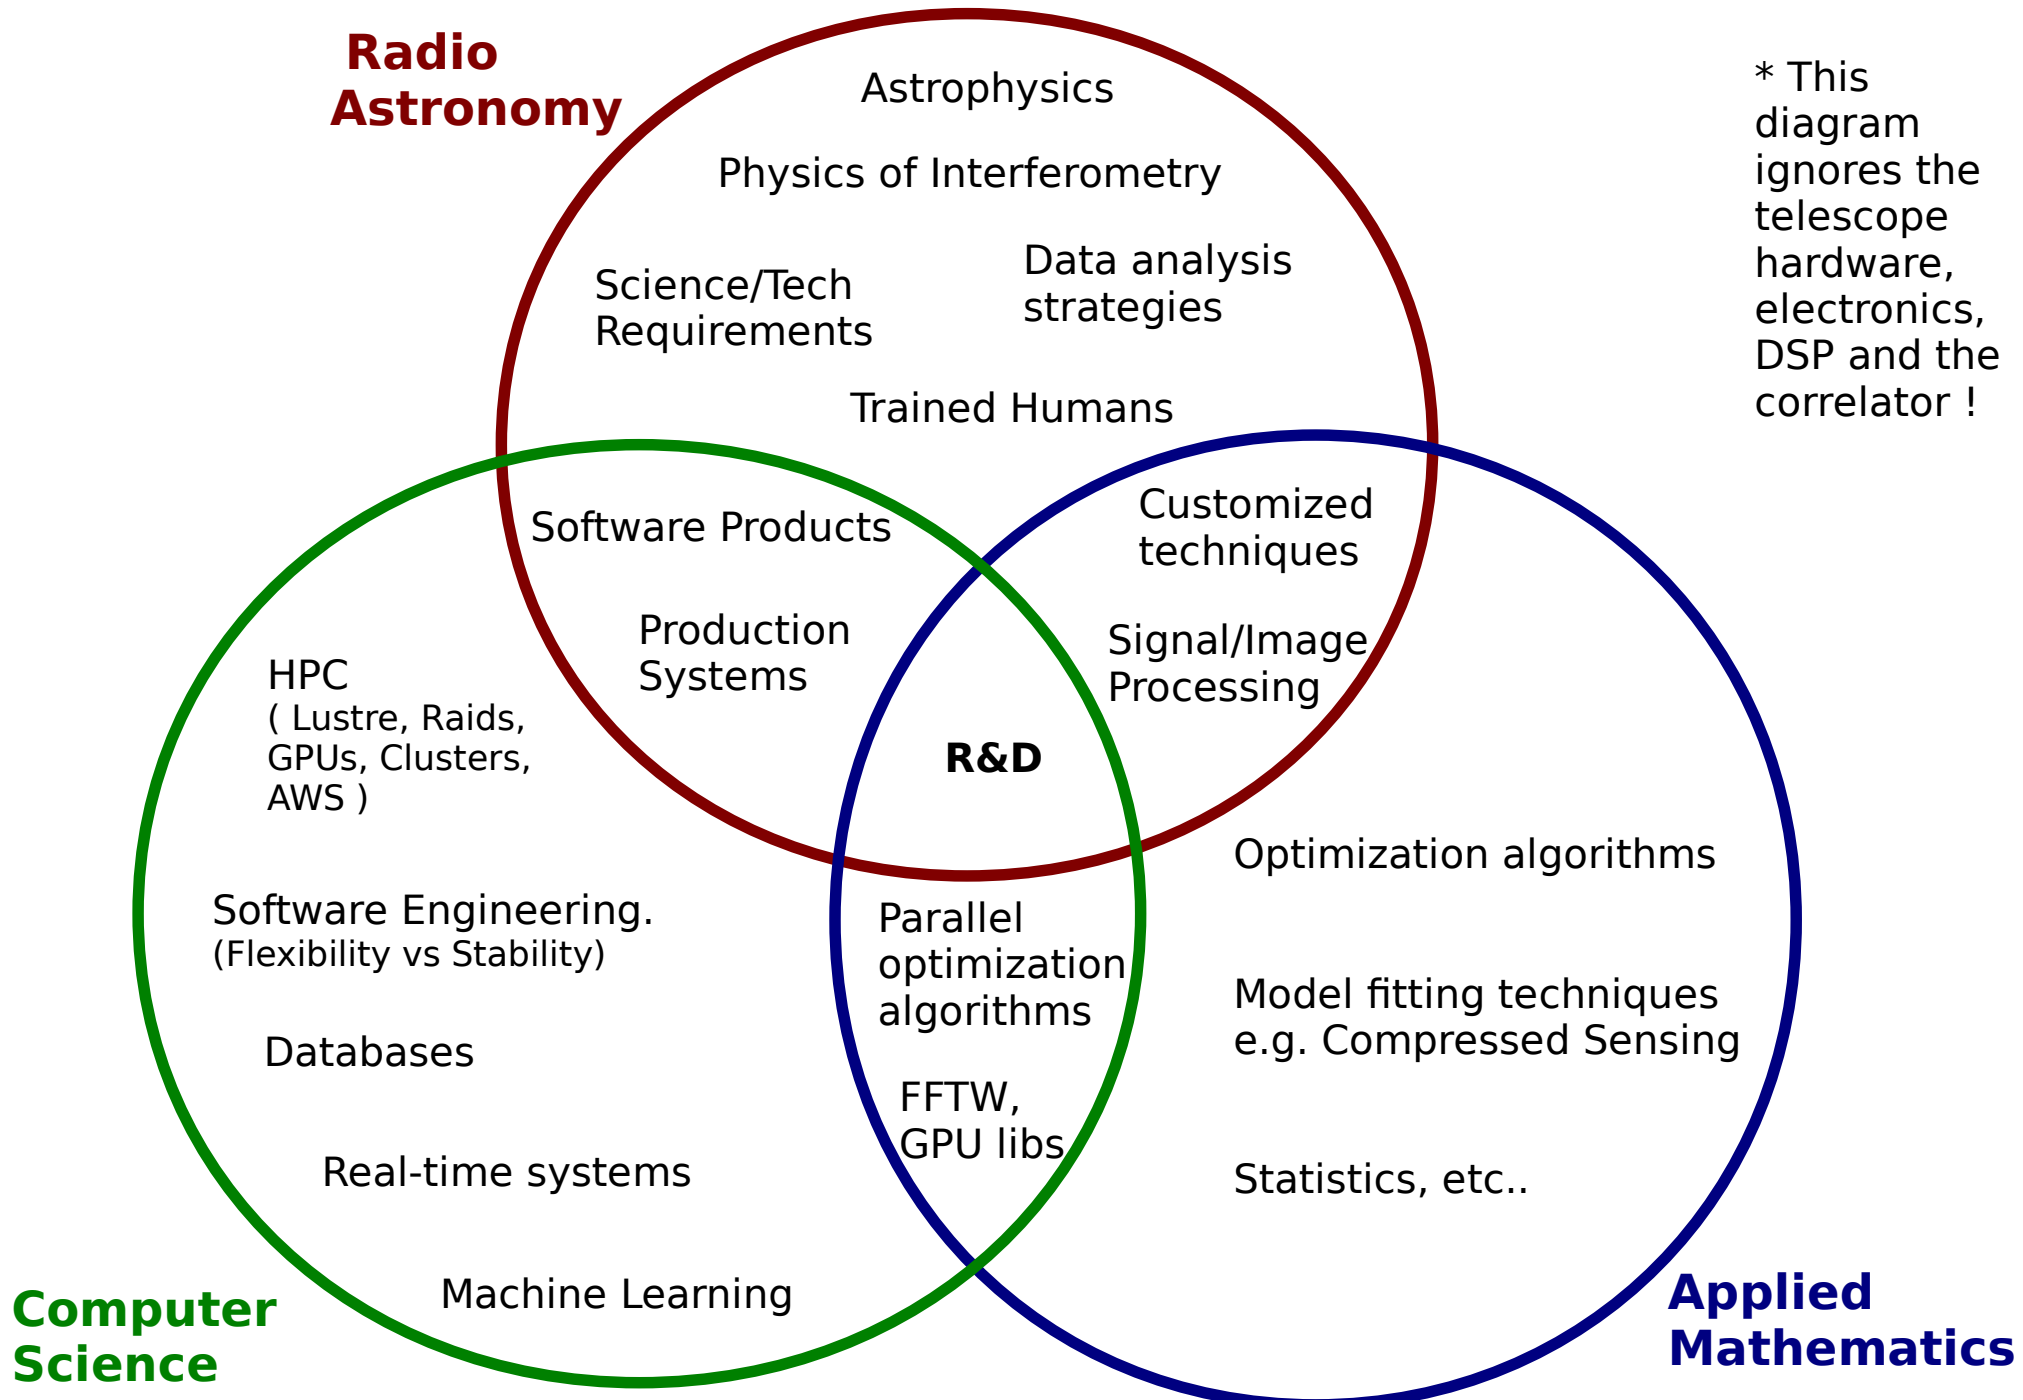 Radio
Astronomy
Astrophysics
Physics of Interferometry
Science/Tech
Requirements
Data analysis
strategies
Trained Humans
* This
diagram
ignores the
telescope
hardware,
electronics,
DSP and the
correlator !
Software Products
Production
Systems
Customized
techniques
Signal/Image
Processing
R&D
HPC
( Lustre, Raids,
GPUs, Clusters,
AWS )
Software Engineering.
(Flexibility vs Stability)
Databases
Real-time systems
Machine Learning
Parallel
optimization
algorithms
FFTW,
GPU libs
Optimization algorithms
Model fitting techniques
e.g. Compressed Sensing
Statistics, etc..
Computer
Science
Applied
Mathematics